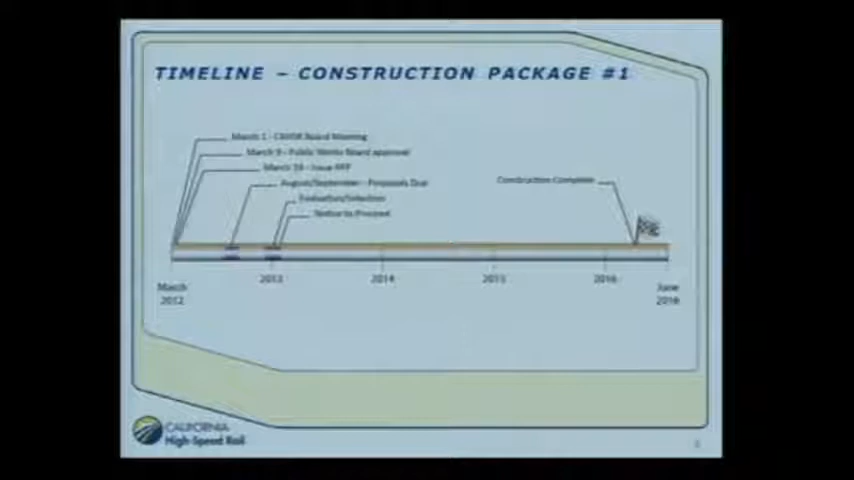 TIMELINE – CONSTRUCTION PACKAGE #1
March 1 - CHSR Board Meeting
March 9 - Public Works Board approval
March - Issue RFP
August/September - Proposals Due
Evaluation/Selection
Notice to Proceed
Construction Complete
2013
2014
2015
2016
March
2012
June
CALIFORNIA
High-Speed Rail